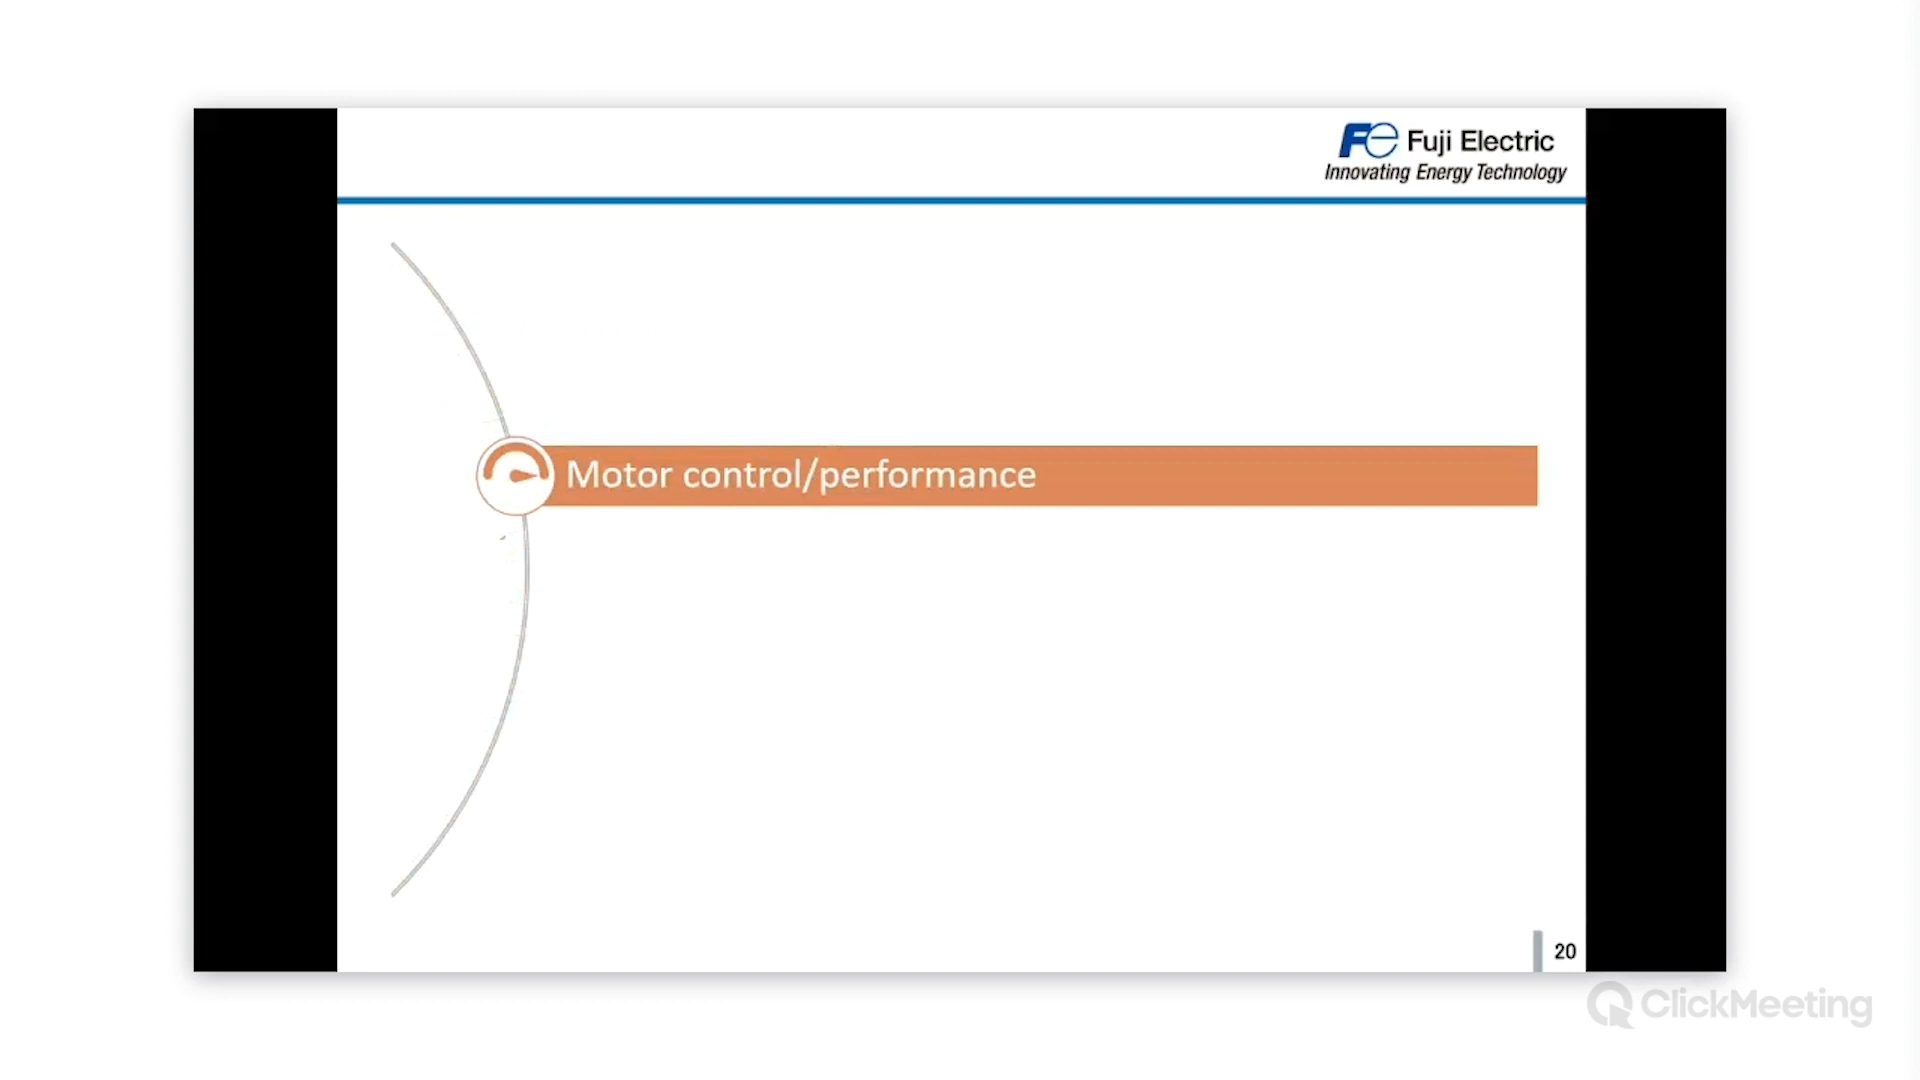 Fuji Electric
Innovating Energy Technology
Motor control/performance
20
ClickMeeting